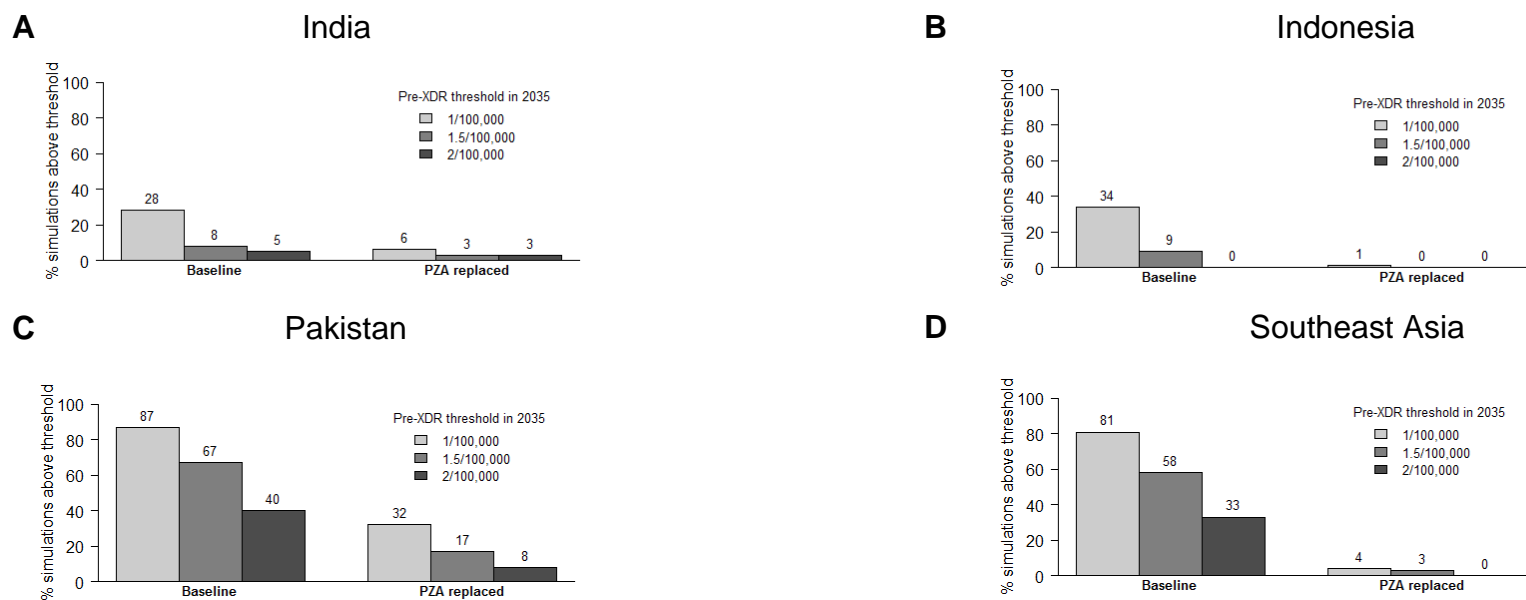 A
India
% simulations above threshold
100
80
60
40
20
0
Pre-XDR threshold in 2035
1/100,000
1.5/100,000
2/100,000
28
8
5
6
3
3
Baseline
PZA replaced
B
Indonesia
% simulations above threshold
100
80
60
40
20
0
Pre-XDR threshold in 2035
1/100,000
1.5/100,000
2/100,000
34
9
0
1
0
0
Baseline
PZA replaced
C
Pakistan
% simulations above threshold
100
80
60
40
20
0
Pre-XDR threshold in 2035
1/100,000
1.5/100,000
2/100,000
87
67
40
32
17
8
Baseline
PZA replaced
D
Southeast Asia
% simulations above threshold
100
80
60
40
20
0
Pre-XDR threshold in 2035
1/100,000
1.5/100,000
2/100,000
81
58
33
4
3
0
Baseline
PZA replaced